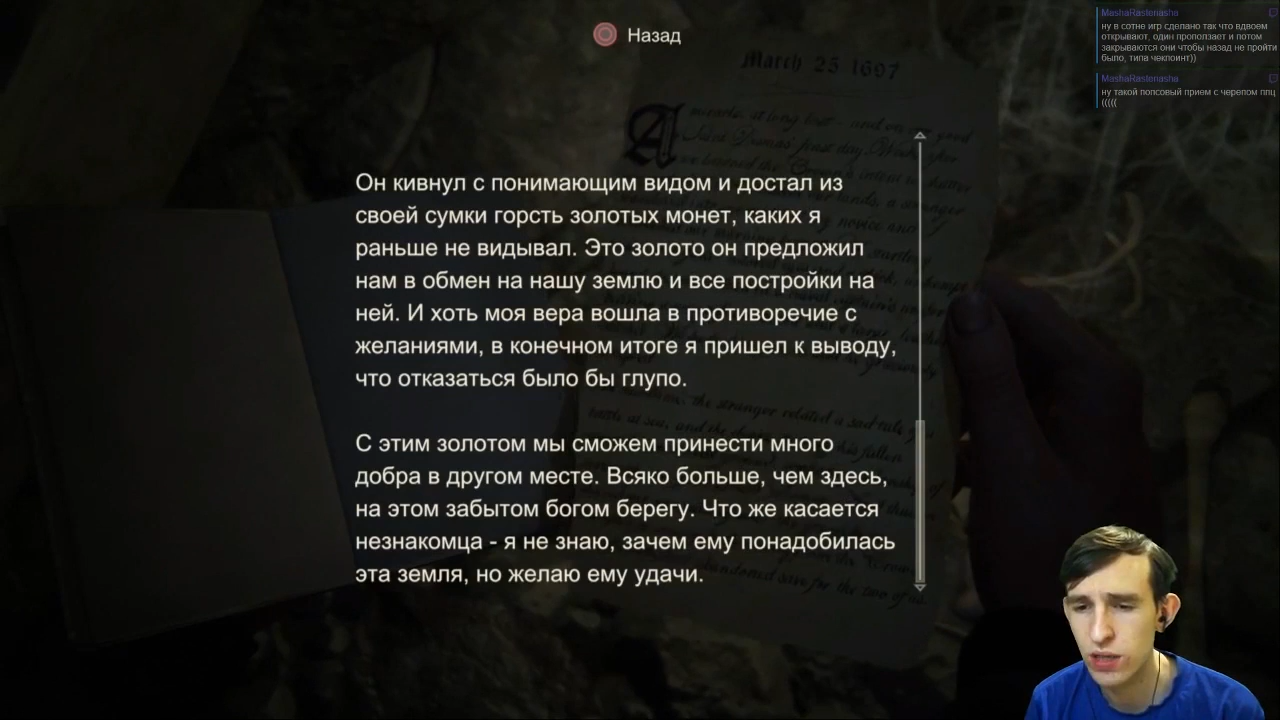 Назад
MashaRastenasha
ну в сотне игр сделано так что вдвоем
открывают, один проползает и потом
закрываются они чтобы назад не пройти
было, типа чекпоинт))
MashaRastenasha
ну такой попсовый прием с черепом ппц
(((((
March 25 1697
Он кивнул с понимающим видом и достал из
своей сумки горсть золотых монет, каких я
раньше не видывал. Это золото он предложил
нам в обмен на нашу землю и все постройки на
ней. И хоть моя вера вошла в противоречие с
желаниями, в конечном итоге я пришел к выводу,
что отказаться было бы глупо.
С этим золотом мы сможем принести много
добра в другом месте. Всяко больше, чем здесь,
на этом забытом богом берегу. Что же касается
незнакомца - я не знаю, зачем ему понадобилась
эта земля, но желаю ему удачи.